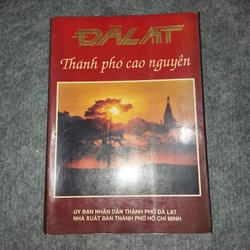 ĐÀLẠT
Thành phố cao nguyên
ỦY BAN NHÂN DÂN THÀNH PHỐ ĐÀ LẠT
NHÀ XUẤT BẢN THÀNH PHỐ HỒ CHÍ MINH